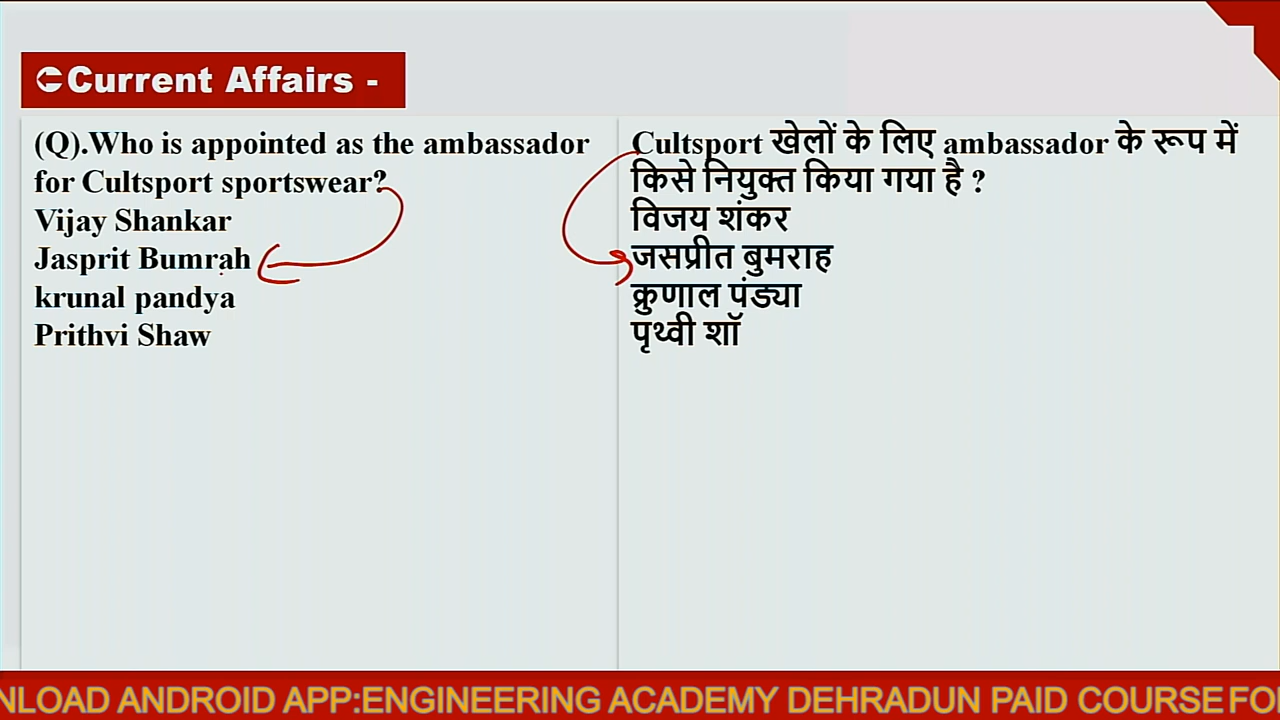 Current Affairs -
(Q).Who is appointed as the ambassador
for Cultsport sportswear?
Vijay Shankar
Jasprit Bumrah
krunal pandya
Prithvi Shaw
Cultsport खेलों के लिए ambassador के रूप में
किसे नियुक्त किया गया है ?
विजय शंकर
जसप्रीत बुमराह
क्रुणाल पंड्या
पृथ्वी शॉ
NLOAD ANDROID APP:ENGINEERING ACADEMY DEHRADUN PAID COURSE FO